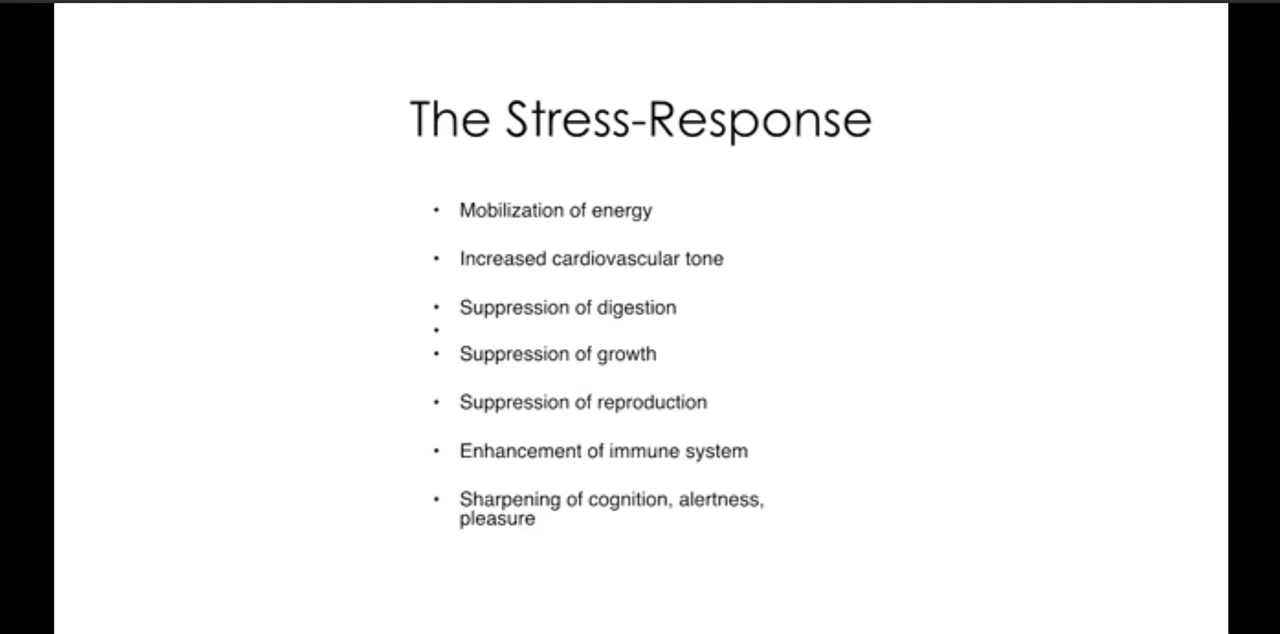 The Stress-Response
• Mobilization of energy
• Increased cardiovascular tone
• Suppression of digestion
•
• Suppression of growth
• Suppression of reproduction
• Enhancement of immune system
• Sharpening of cognition, alertness,
pleasure